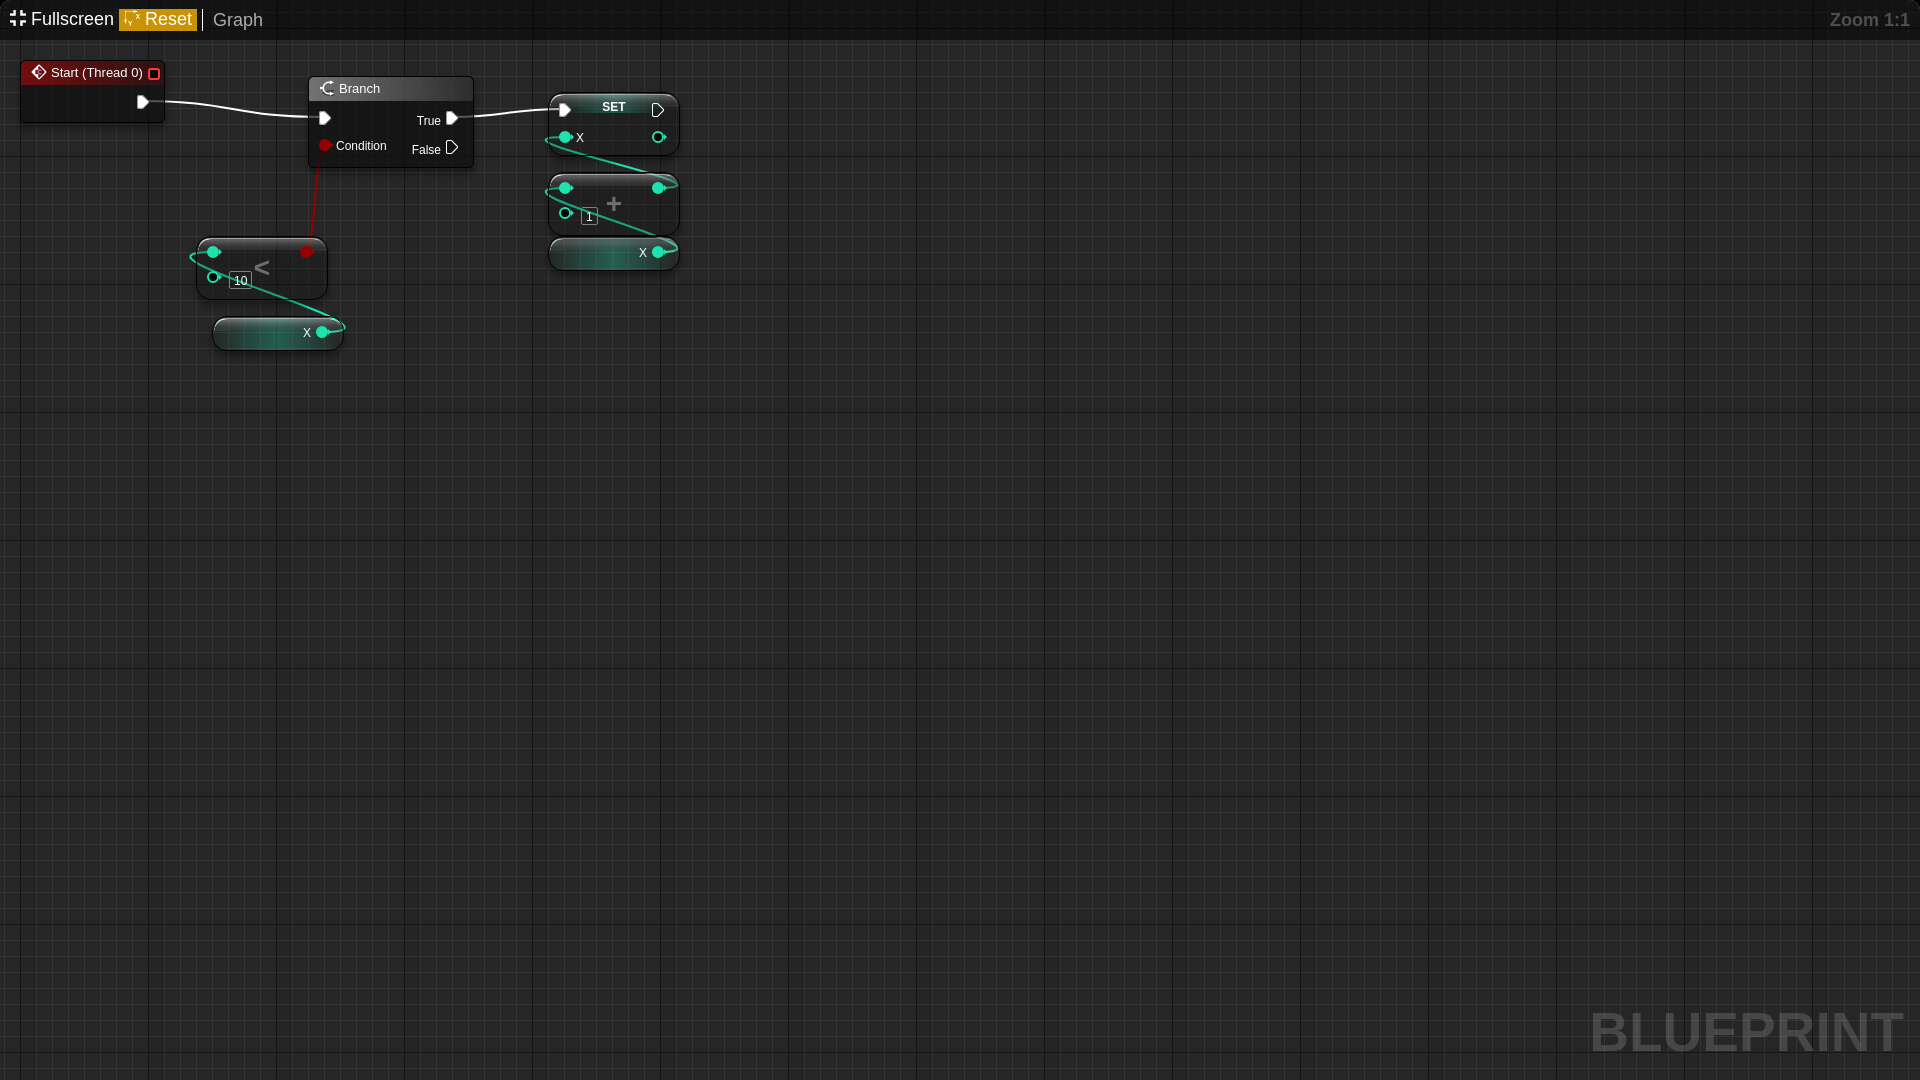 Fullscreen Reset Graph Zoom 1:1
Start (Thread 0)
Branch
True
Condition
False
SET
X
+
1
X
<
10
X
BLUEPRINT